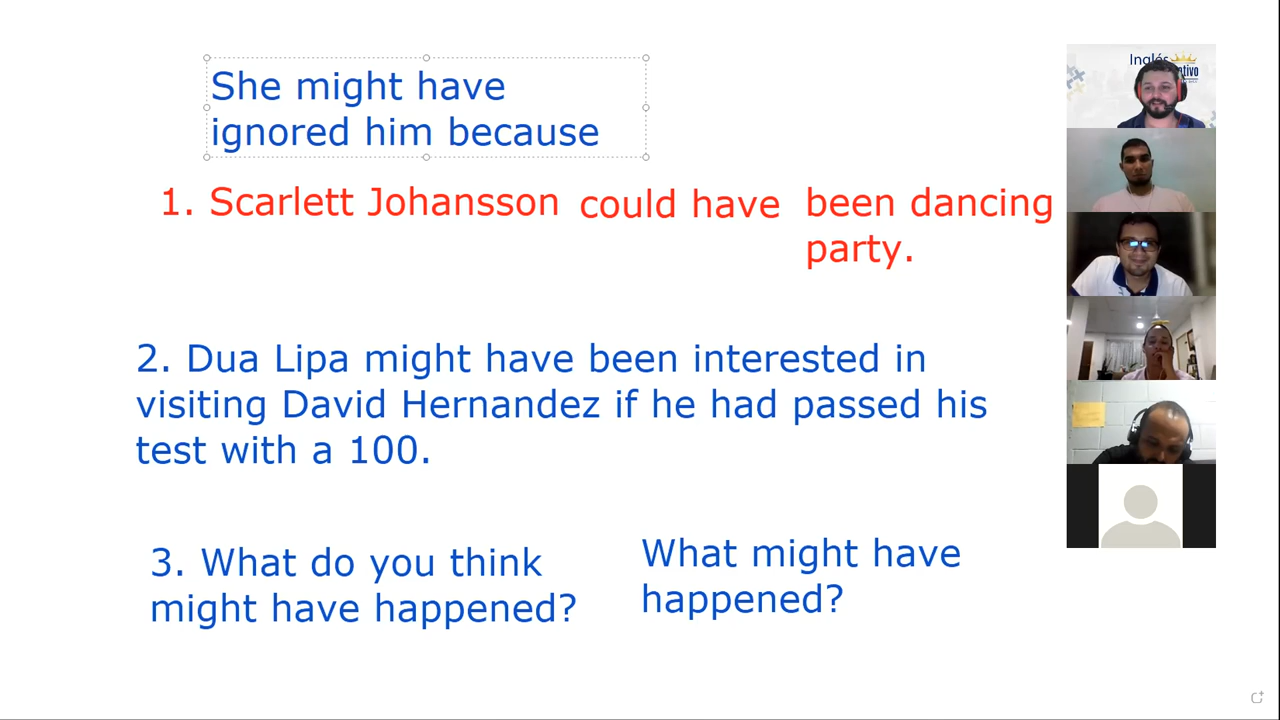 She might have
ignored him because
1. Scarlett Johansson could have been dancing
party.
2. Dua Lipa might have been interested in
visiting David Hernandez if he had passed his
test with a 100.
3. What do you think
might have happened?
What might have
happened?
Inglés